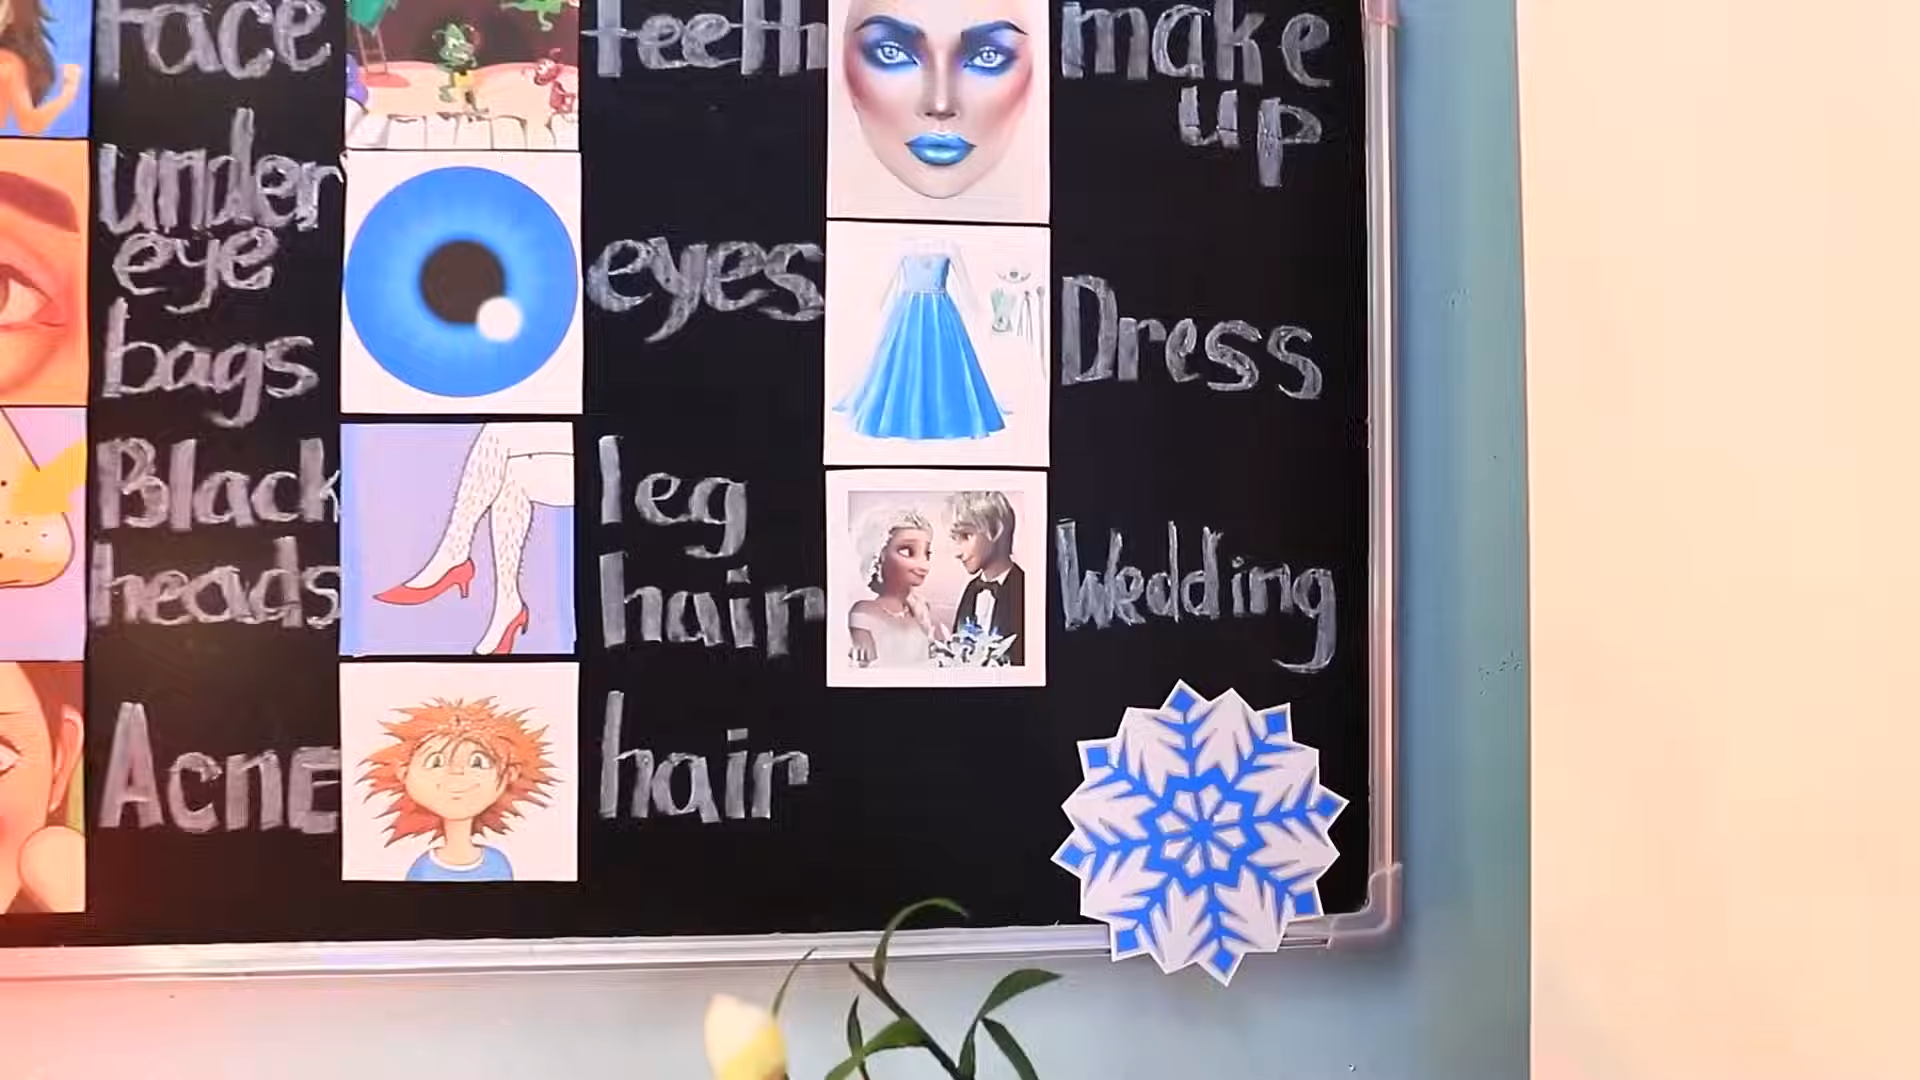 Face
under
eye
bags
Black
heads
Acne
teeth
eyes
leg
hair
hair
make
up
Dress
Wedding